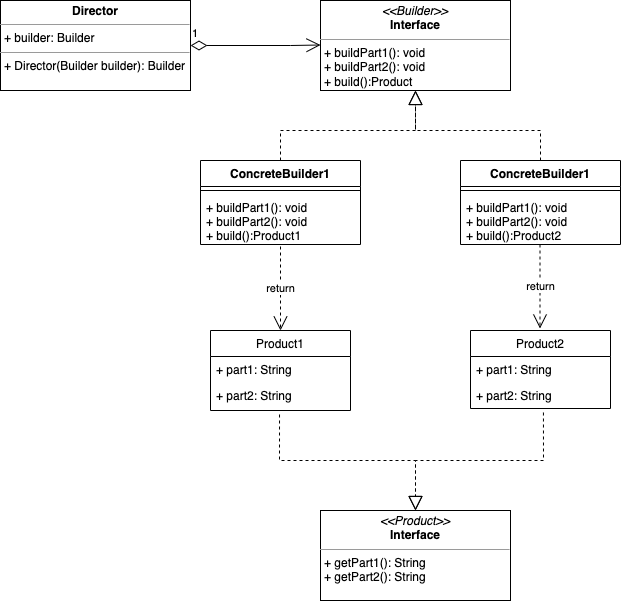 Director
+ builder: Builder
+ Director(Builder builder): Builder
1
<<Builder>>
Interface
+ buildPart1(): void
+ buildPart2(): void
+ build():Product
ConcreteBuilder1
+ buildPart1(): void
+ buildPart2(): void
+ build():Product1
ConcreteBuilder1
+ buildPart1(): void
+ buildPart2(): void
+ build():Product2
return
return
Product1
+ part1: String
+ part2: String
Product2
+ part1: String
+ part2: String
<<Product>>
Interface
+ getPart1(): String
+ getPart2(): String